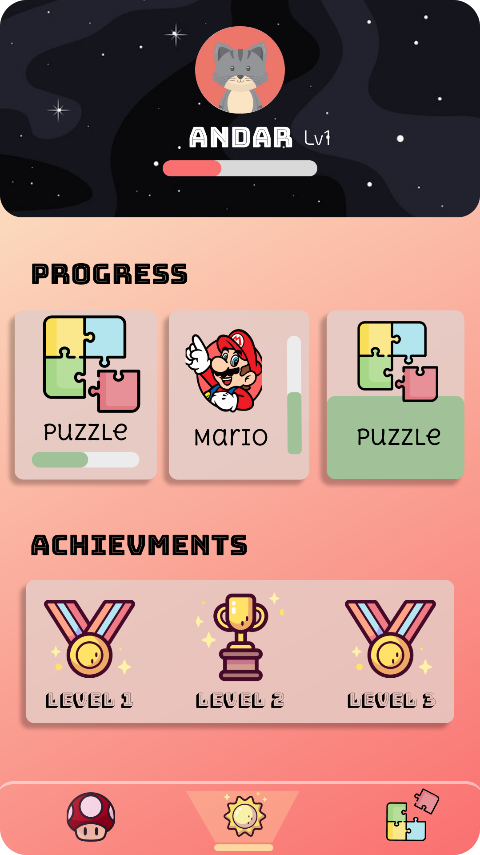 ANDAR Lv1
PROGRESS
PUZZLe
MARIO
PUZZLe
ACHIEVMENTS
LEVEL 1
LEVEL 2
LEVEL 3